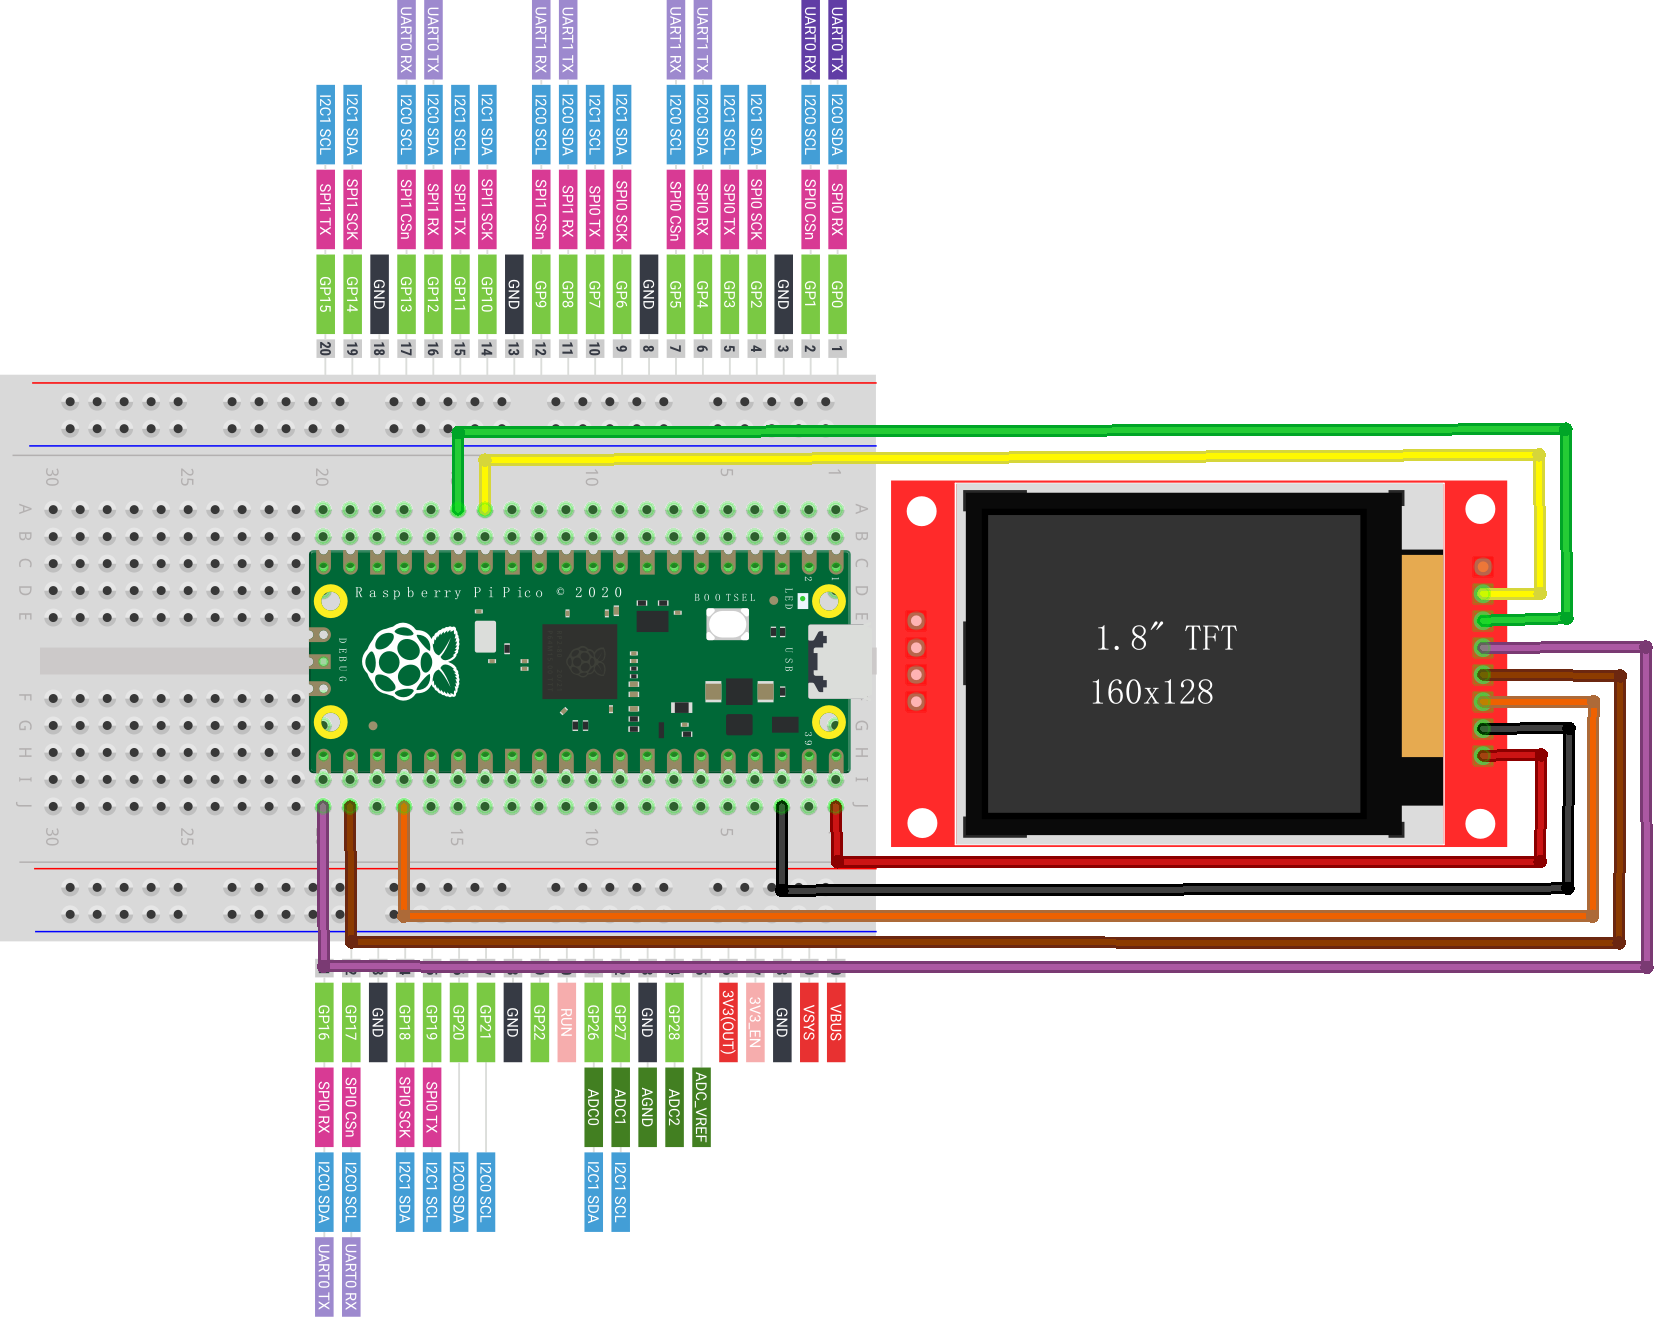 UART0 RX UART0 TX UART1 RX UART1 TX UART1 RX UART1 TX UART0 RX UART0 TX
I2C1 SCL I2C1 SDA I2C0 SCL I2C0 SDA I2C1 SCL I2C1 SDA I2C0 SCL I2C0 SDA I2C1 SCL I2C1 SDA I2C0 SCL I2C0 SDA I2C1 SCL I2C1 SDA I2C0 SCL I2C0 SDA
SPI1 TX SPI1 SCK SPI1 CSn SPI1 RX SPI1 TX SPI1 SCK SPI1 CSn SPI1 RX SPI0 TX SPI0 SCK SPI0 CSn SPI0 RX SPI0 TX SPI0 SCK SPI0 CSn SPI0 RX
GP15 GP14 GND GP13 GP12 GP11 GP10 GND GP9 GP8 GP7 GP6 GND GP5 GP4 GP3 GP2 GND GP1 GP0
20 19 18 17 16 15 14 13 12 11 10 9 8 7 6 5 4 3 2 1
30 25 20 10 5 1
A A
B B
C C
D D
E E
2 1
Raspberry Pi Pico © 2020
BOOTSEL
LED
DEBUG
USB
39
1.8" TFT
160x128
F
G G
H H
I I
J J
30 25 15 10 5
GP16 GP17 GND GP18 GP19 GP20 GP21 GND GP22 RUN GP26 GP27 GND GP28 3V3(OUT) 3V3_EN GND VSYS VBUS
SPI0 RX SPI0 CSn SPI0 SCK SPI0 TX ADC0 ADC1 AGND ADC2 ADC_VREF
I2C0 SDA I2C0 SCL I2C1 SDA I2C1 SCL I2C0 SDA I2C0 SCL I2C1 SDA I2C1 SCL
UART0 TX UART0 RX